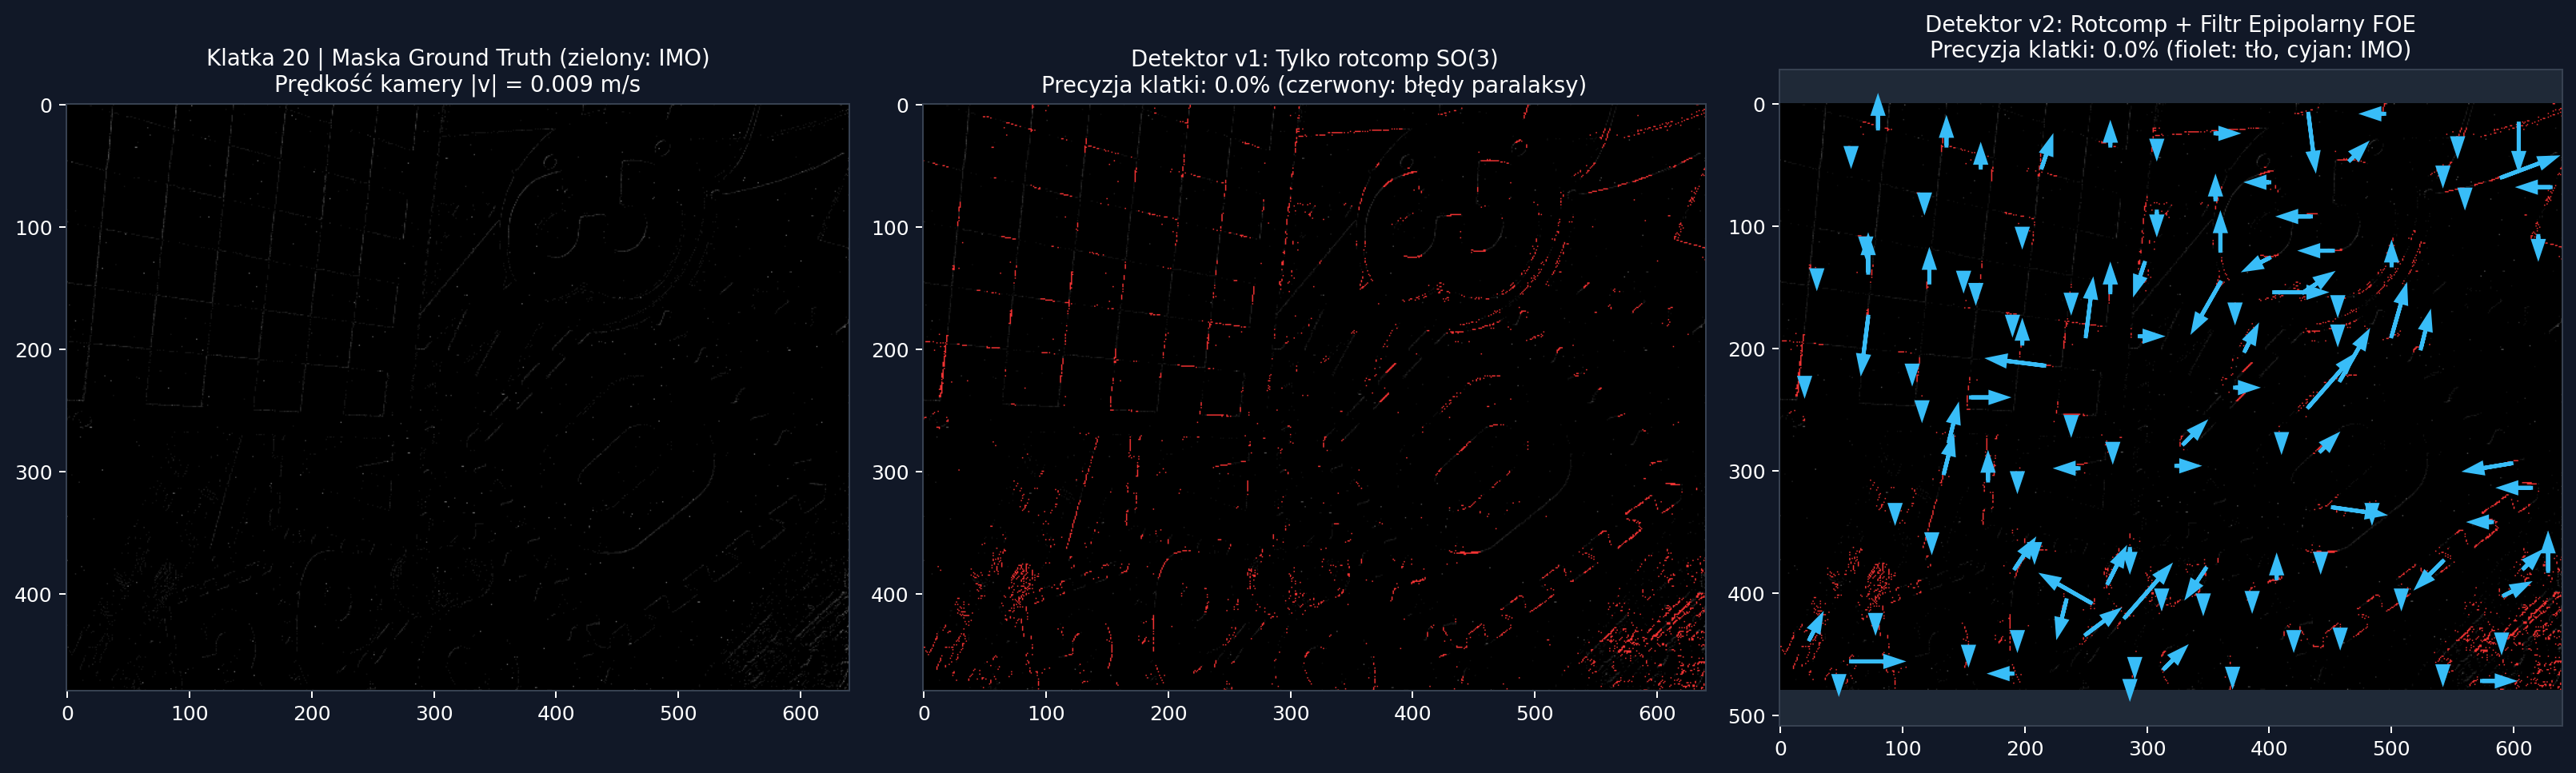 Klatka 20 | Maska Ground Truth (zielony: IMO)
Prędkość kamery |v| = 0.009 m/s
0
100
200
300
400
0 100 200 300 400 500 600
Detektor v1: Tylko rotcomp SO(3)
Precyzja klatki: 0.0% (czerwony: błędy paralaksy)
0
100
200
300
400
0 100 200 300 400 500 600
Detektor v2: Rotcomp + Filtr Epipolarny FOE
Precyzja klatki: 0.0% (fiolet: tło, cyjan: IMO)
0
100
200
300
400
500
0 100 200 300 400 500 600